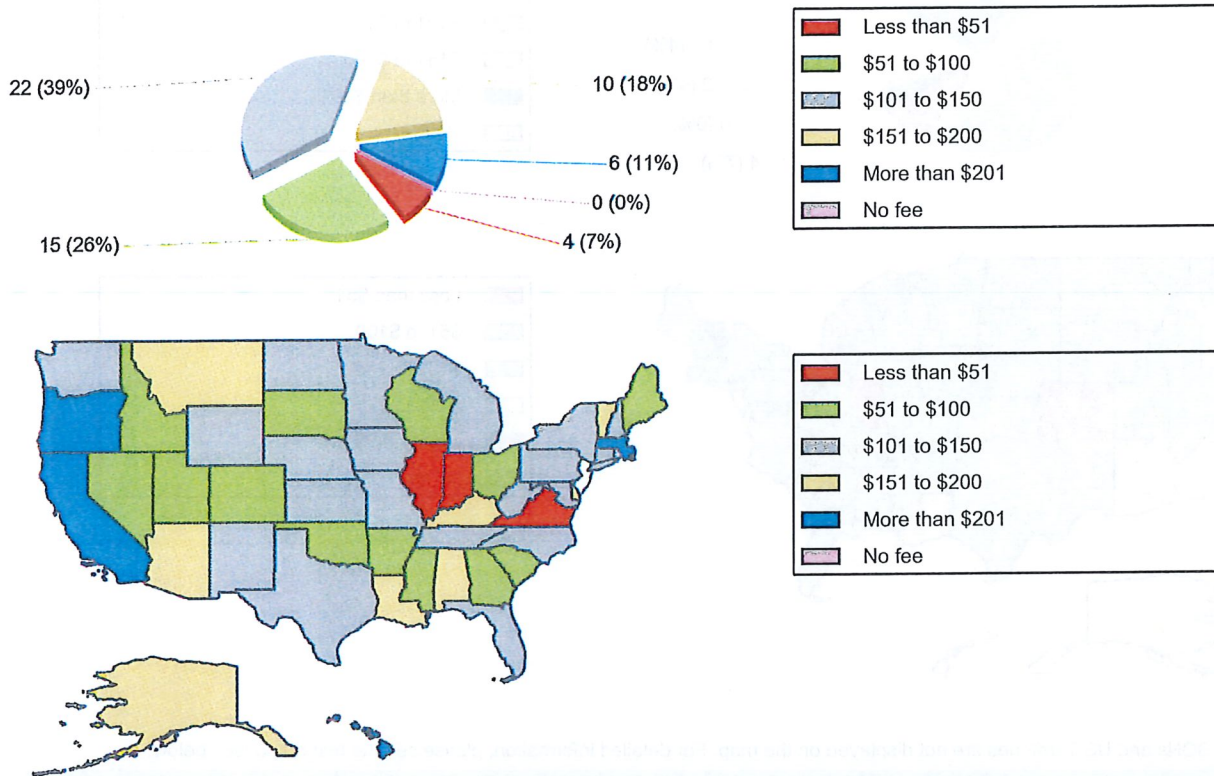 22 (39%)
10 (18%)
6 (11%)
0 (0%)
4 (7%)
15 (26%)
Less than $51
$51 to $100
$101 to $150
$151 to $200
More than $201
No fee
Less than $51
$51 to $100
$101 to $150
$151 to $200
More than $201
No fee